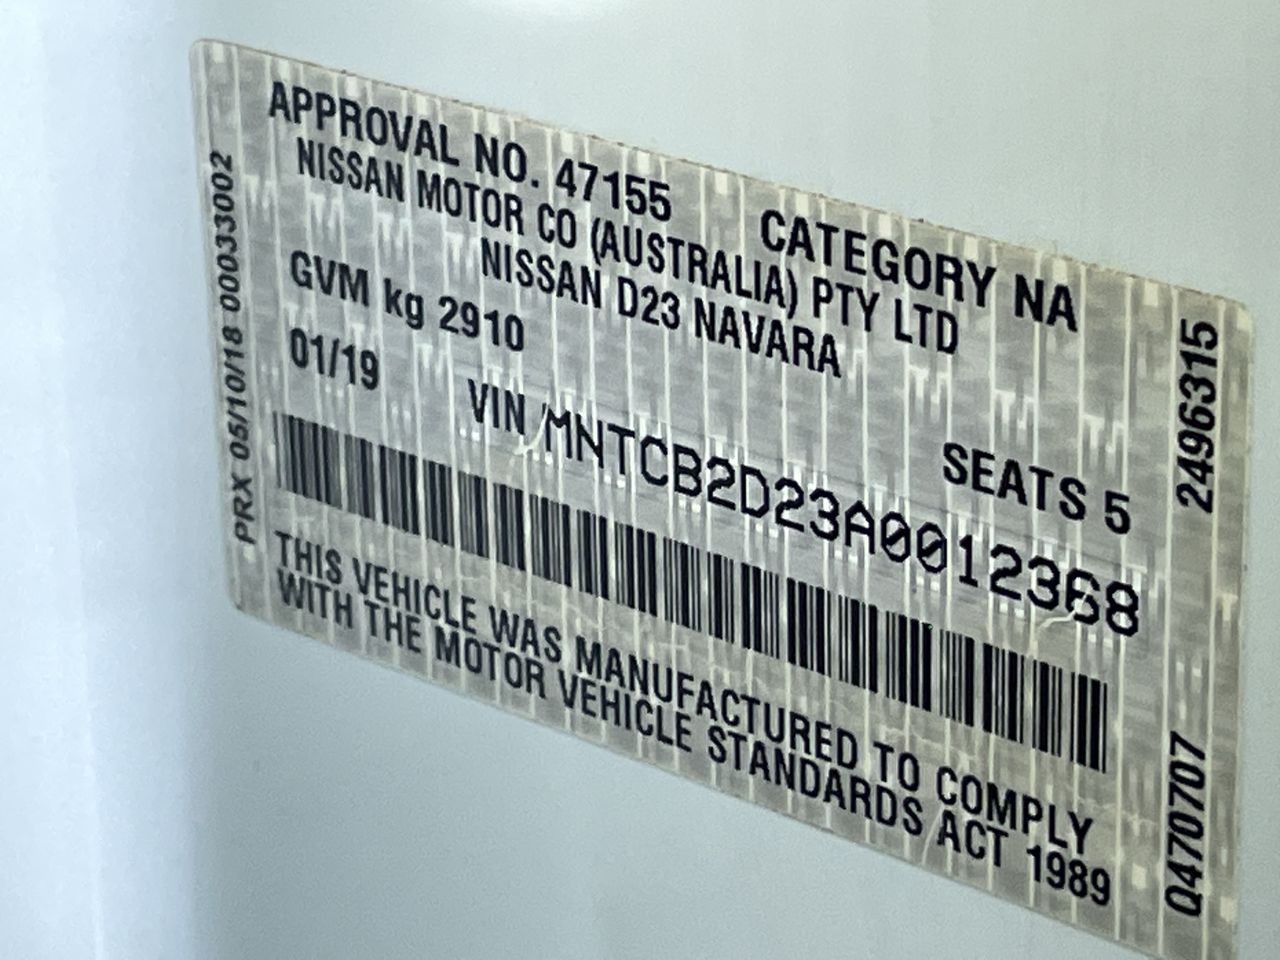 APPROVAL NO. 47155 CATEGORY NA
NISSAN MOTOR CO (AUSTRALIA) PTY LTD
NISSAN D23 NAVARA
GVM kg 2910 SEATS 5
01/19 VIN MNTCB2D23A0012368
THIS VEHICLE WAS MANUFACTURED TO COMPLY
WITH THE MOTOR VEHICLE STANDARDS ACT 1989
PRX 05/10/18 00033002
Q470707 2496315